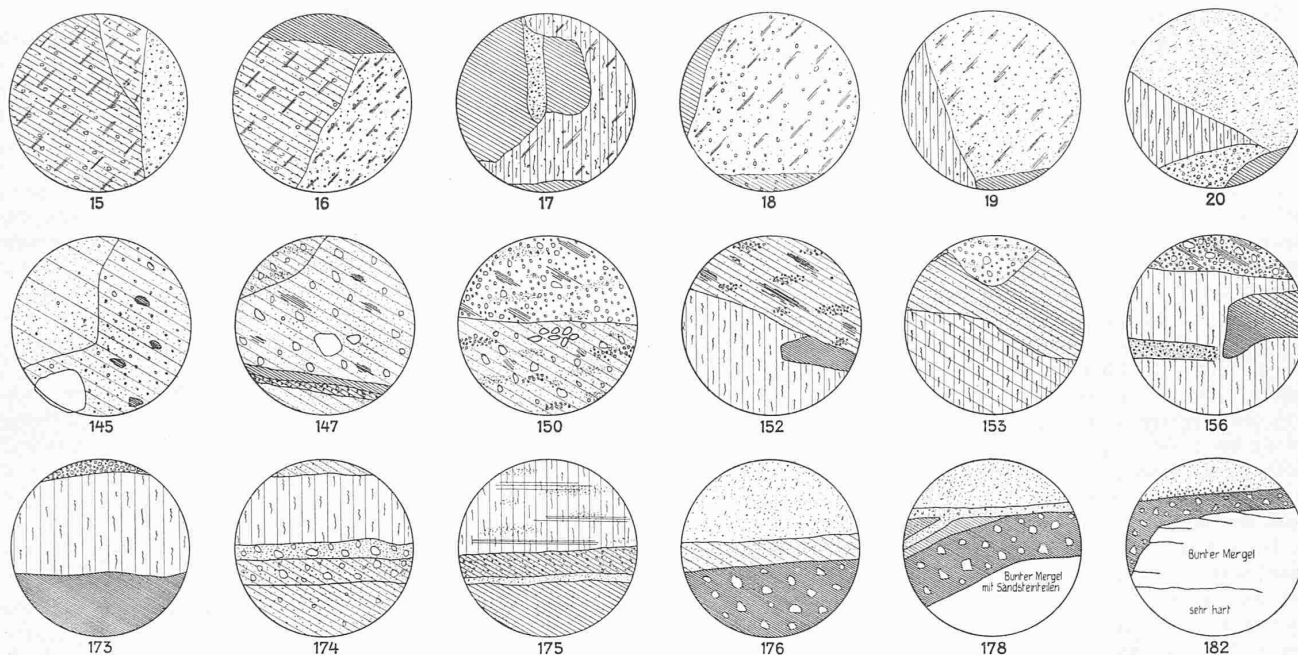 15 16 17 18 19 20
145 147 150 152 153 156
Bunter Mergel
mit Sandsteinteilen
Bunter Mergel
sehr hart
173 174 175 176 178 182